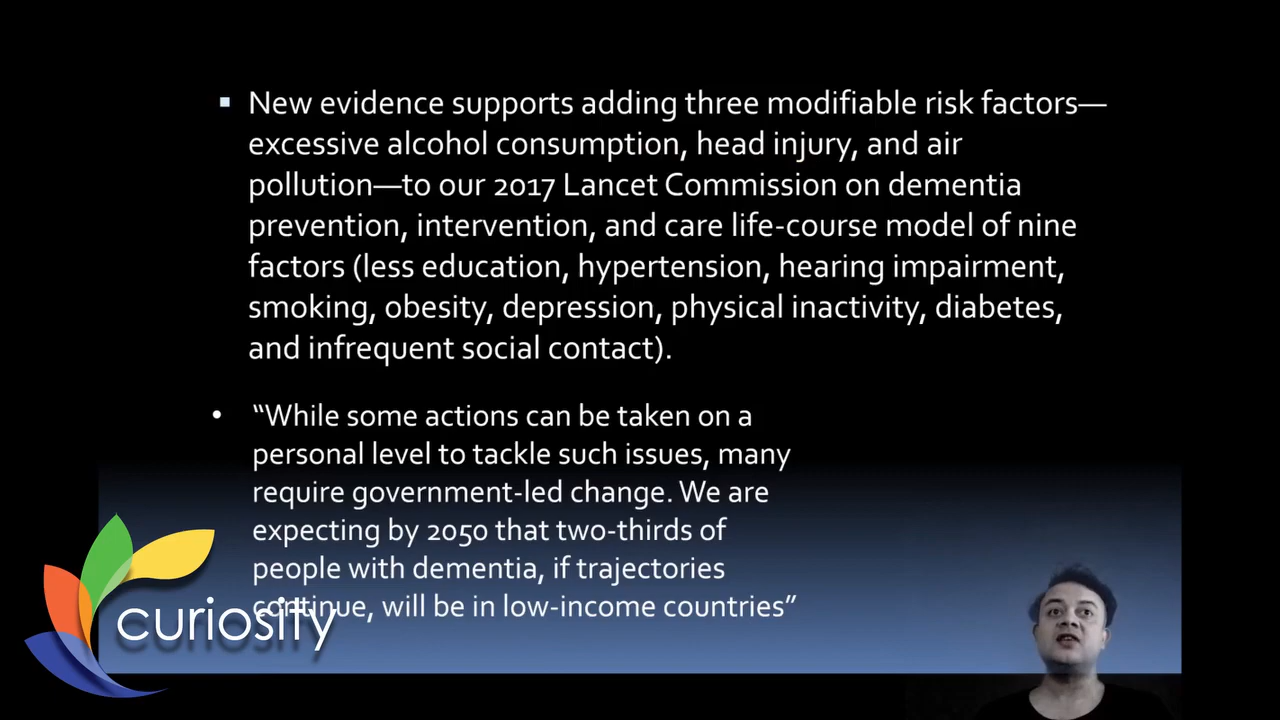 New evidence supports adding three modifiable risk factors—
excessive alcohol consumption, head injury, and air
pollution—to our 2017 Lancet Commission on dementia
prevention, intervention, and care life-course model of nine
factors (less education, hypertension, hearing impairment,
smoking, obesity, depression, physical inactivity, diabetes,
and infrequent social contact).
“While some actions can be taken on a
personal level to tackle such issues, many
require government-led change. We are
expecting by 2050 that two-thirds of
people with dementia, if trajectories
continue, will be in low-income countries”
curiosity